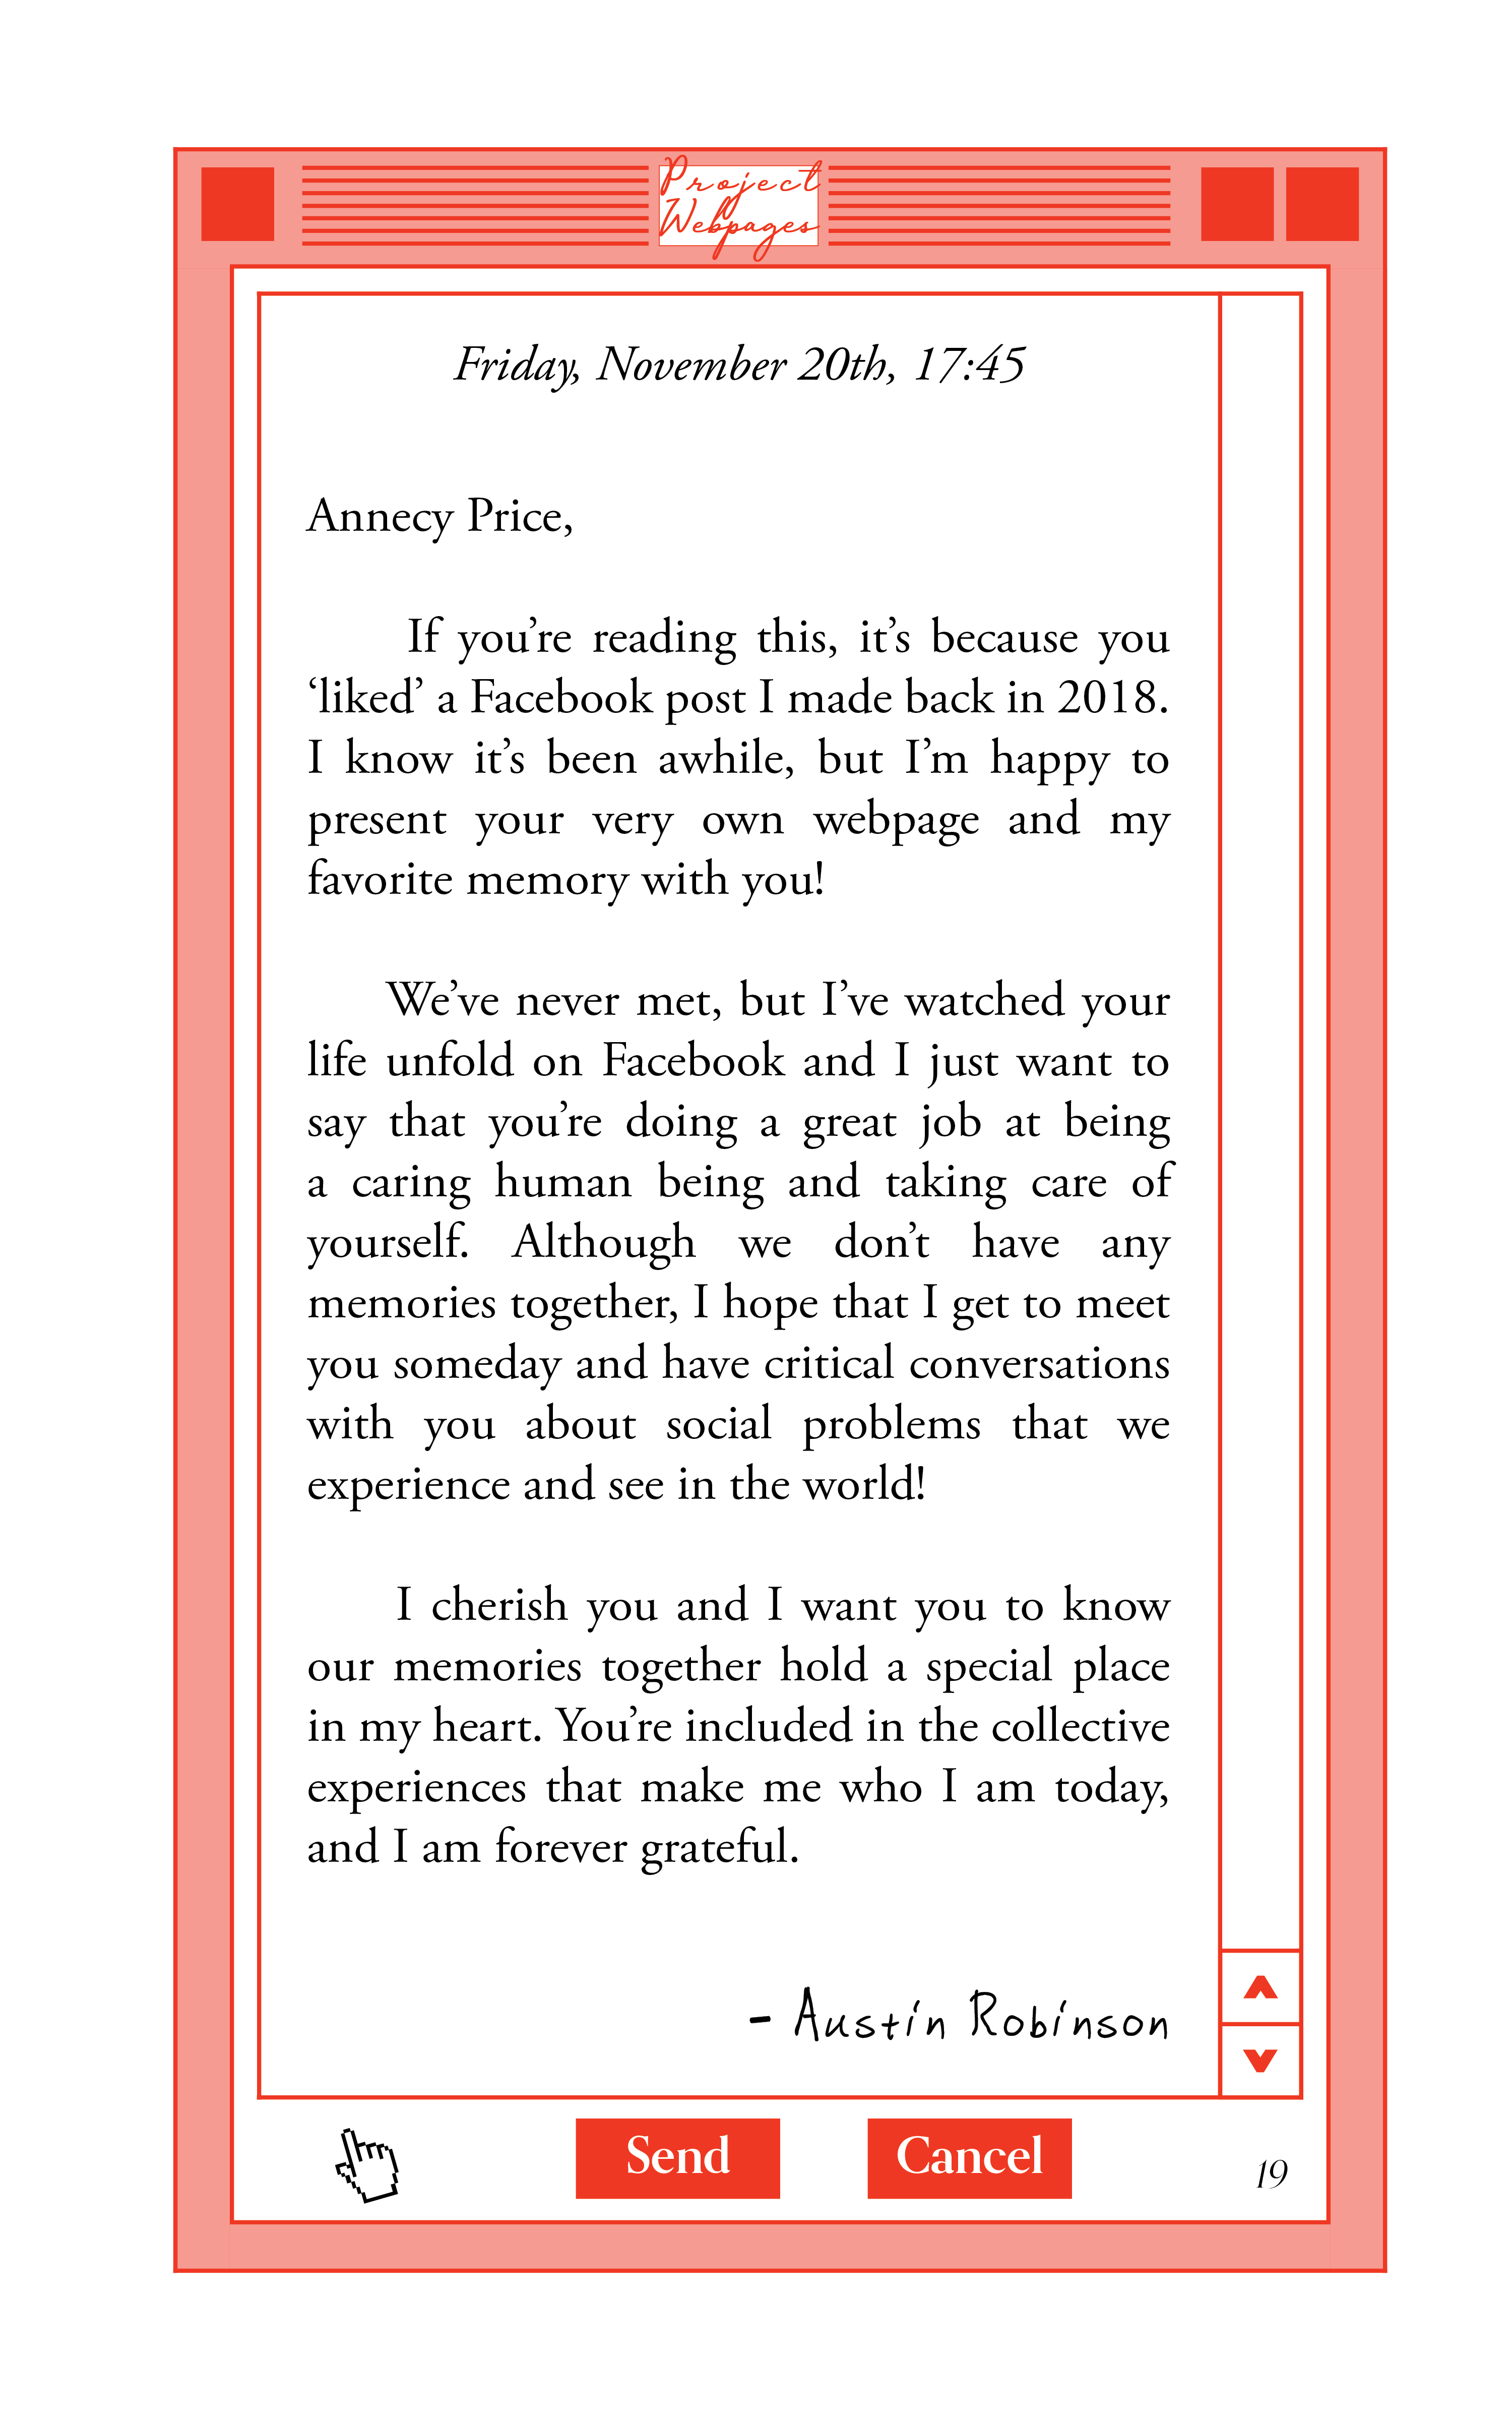 Project
Webpages
Friday, November 20th, 17:45
Annecy Price,
If you’re reading this, it’s because you
‘liked’ a Facebook post I made back in 2018.
I know it’s been awhile, but I’m happy to
present your very own webpage and my
favorite memory with you!
We’ve never met, but I’ve watched your
life unfold on Facebook and I just want to
say that you’re doing a great job at being
a caring human being and taking care of
yourself. Although we don’t have any
memories together, I hope that I get to meet
you someday and have critical conversations
with you about social problems that we
experience and see in the world!
I cherish you and I want you to know
our memories together hold a special place
in my heart. You’re included in the collective
experiences that make me who I am today,
and I am forever grateful.
- Austin Robinson
Send Cancel
19